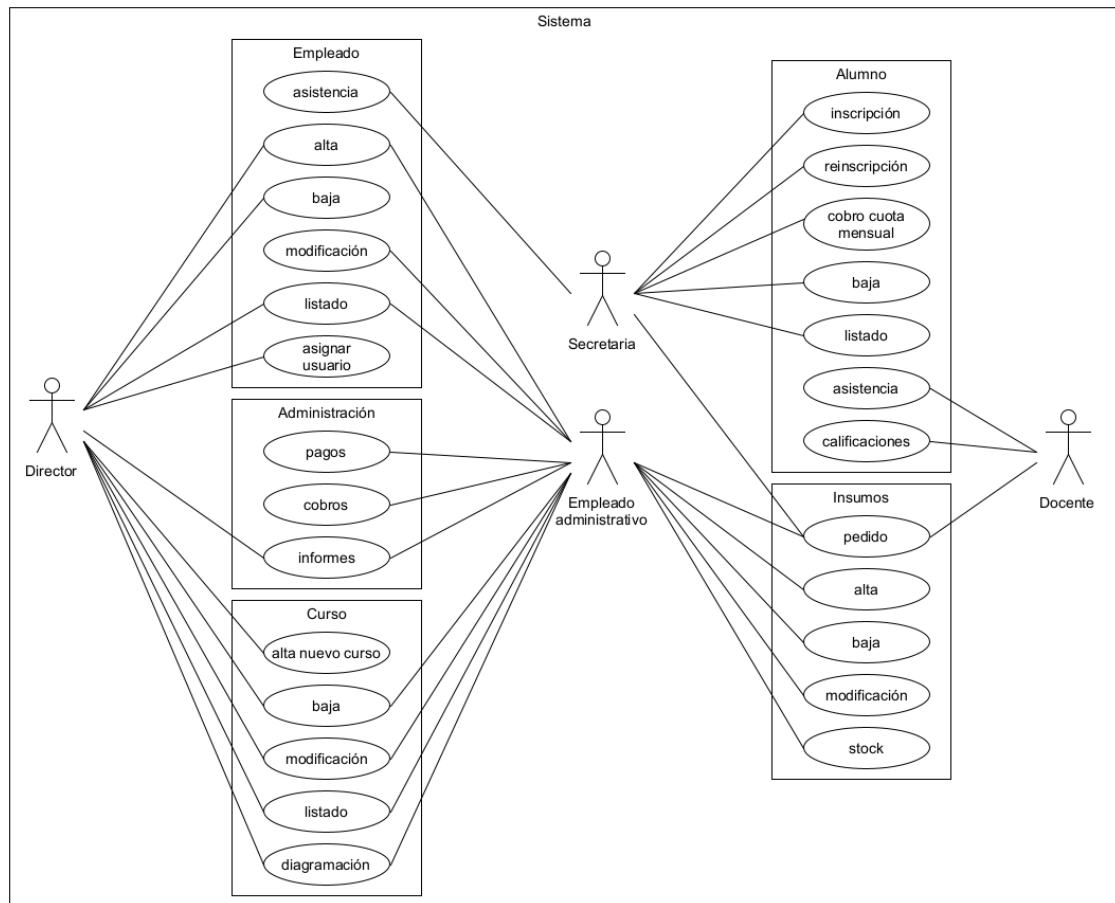 Sistema
Empleado
asistencia
alta
baja
modificación
listado
asignar
usuario
Director
Administración
pagos
cobros
informes
Curso
alta nuevo curso
baja
modificación
listado
diagramación
Secretaria
Empleado
administrativo
Alumno
inscripción
reinscripción
cobro cuota
mensual
baja
listado
asistencia
calificaciones
Insumos
pedido
alta
baja
modificación
stock
Docente